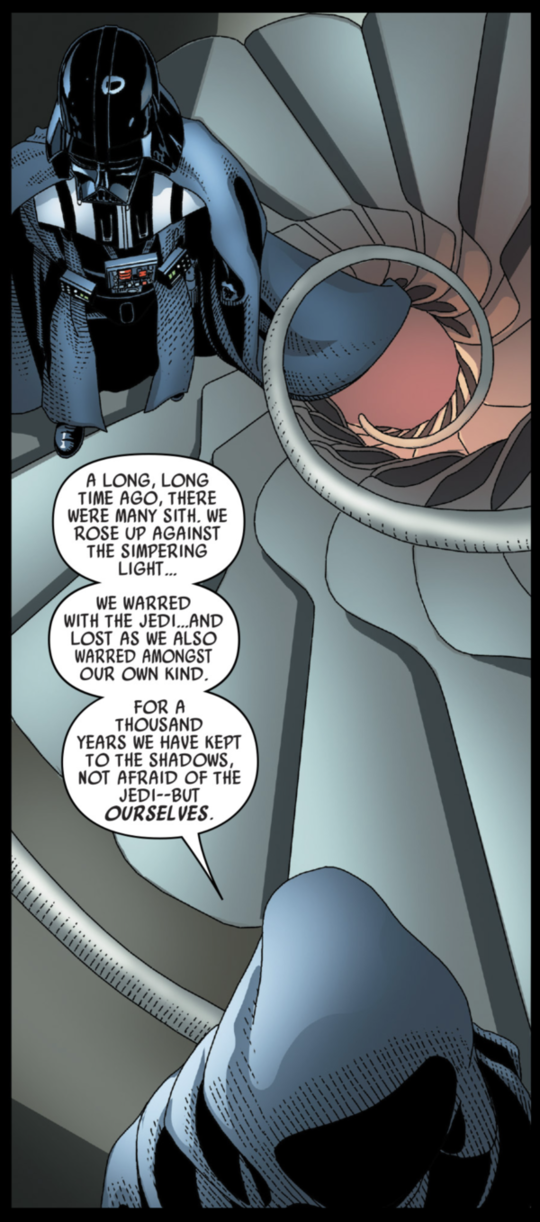 A LONG, LONG
TIME AGO, THERE
WERE MANY SITH. WE
ROSE UP AGAINST
THE SIMPERING
LIGHT...
WE WARRED
WITH THE JEDI...AND
LOST AS WE ALSO
WARRED AMONGST
OUR OWN KIND.
FOR A
THOUSAND
YEARS WE HAVE KEPT
TO THE SHADOWS,
NOT AFRAID OF THE
JEDI--BUT
OURSELVES.